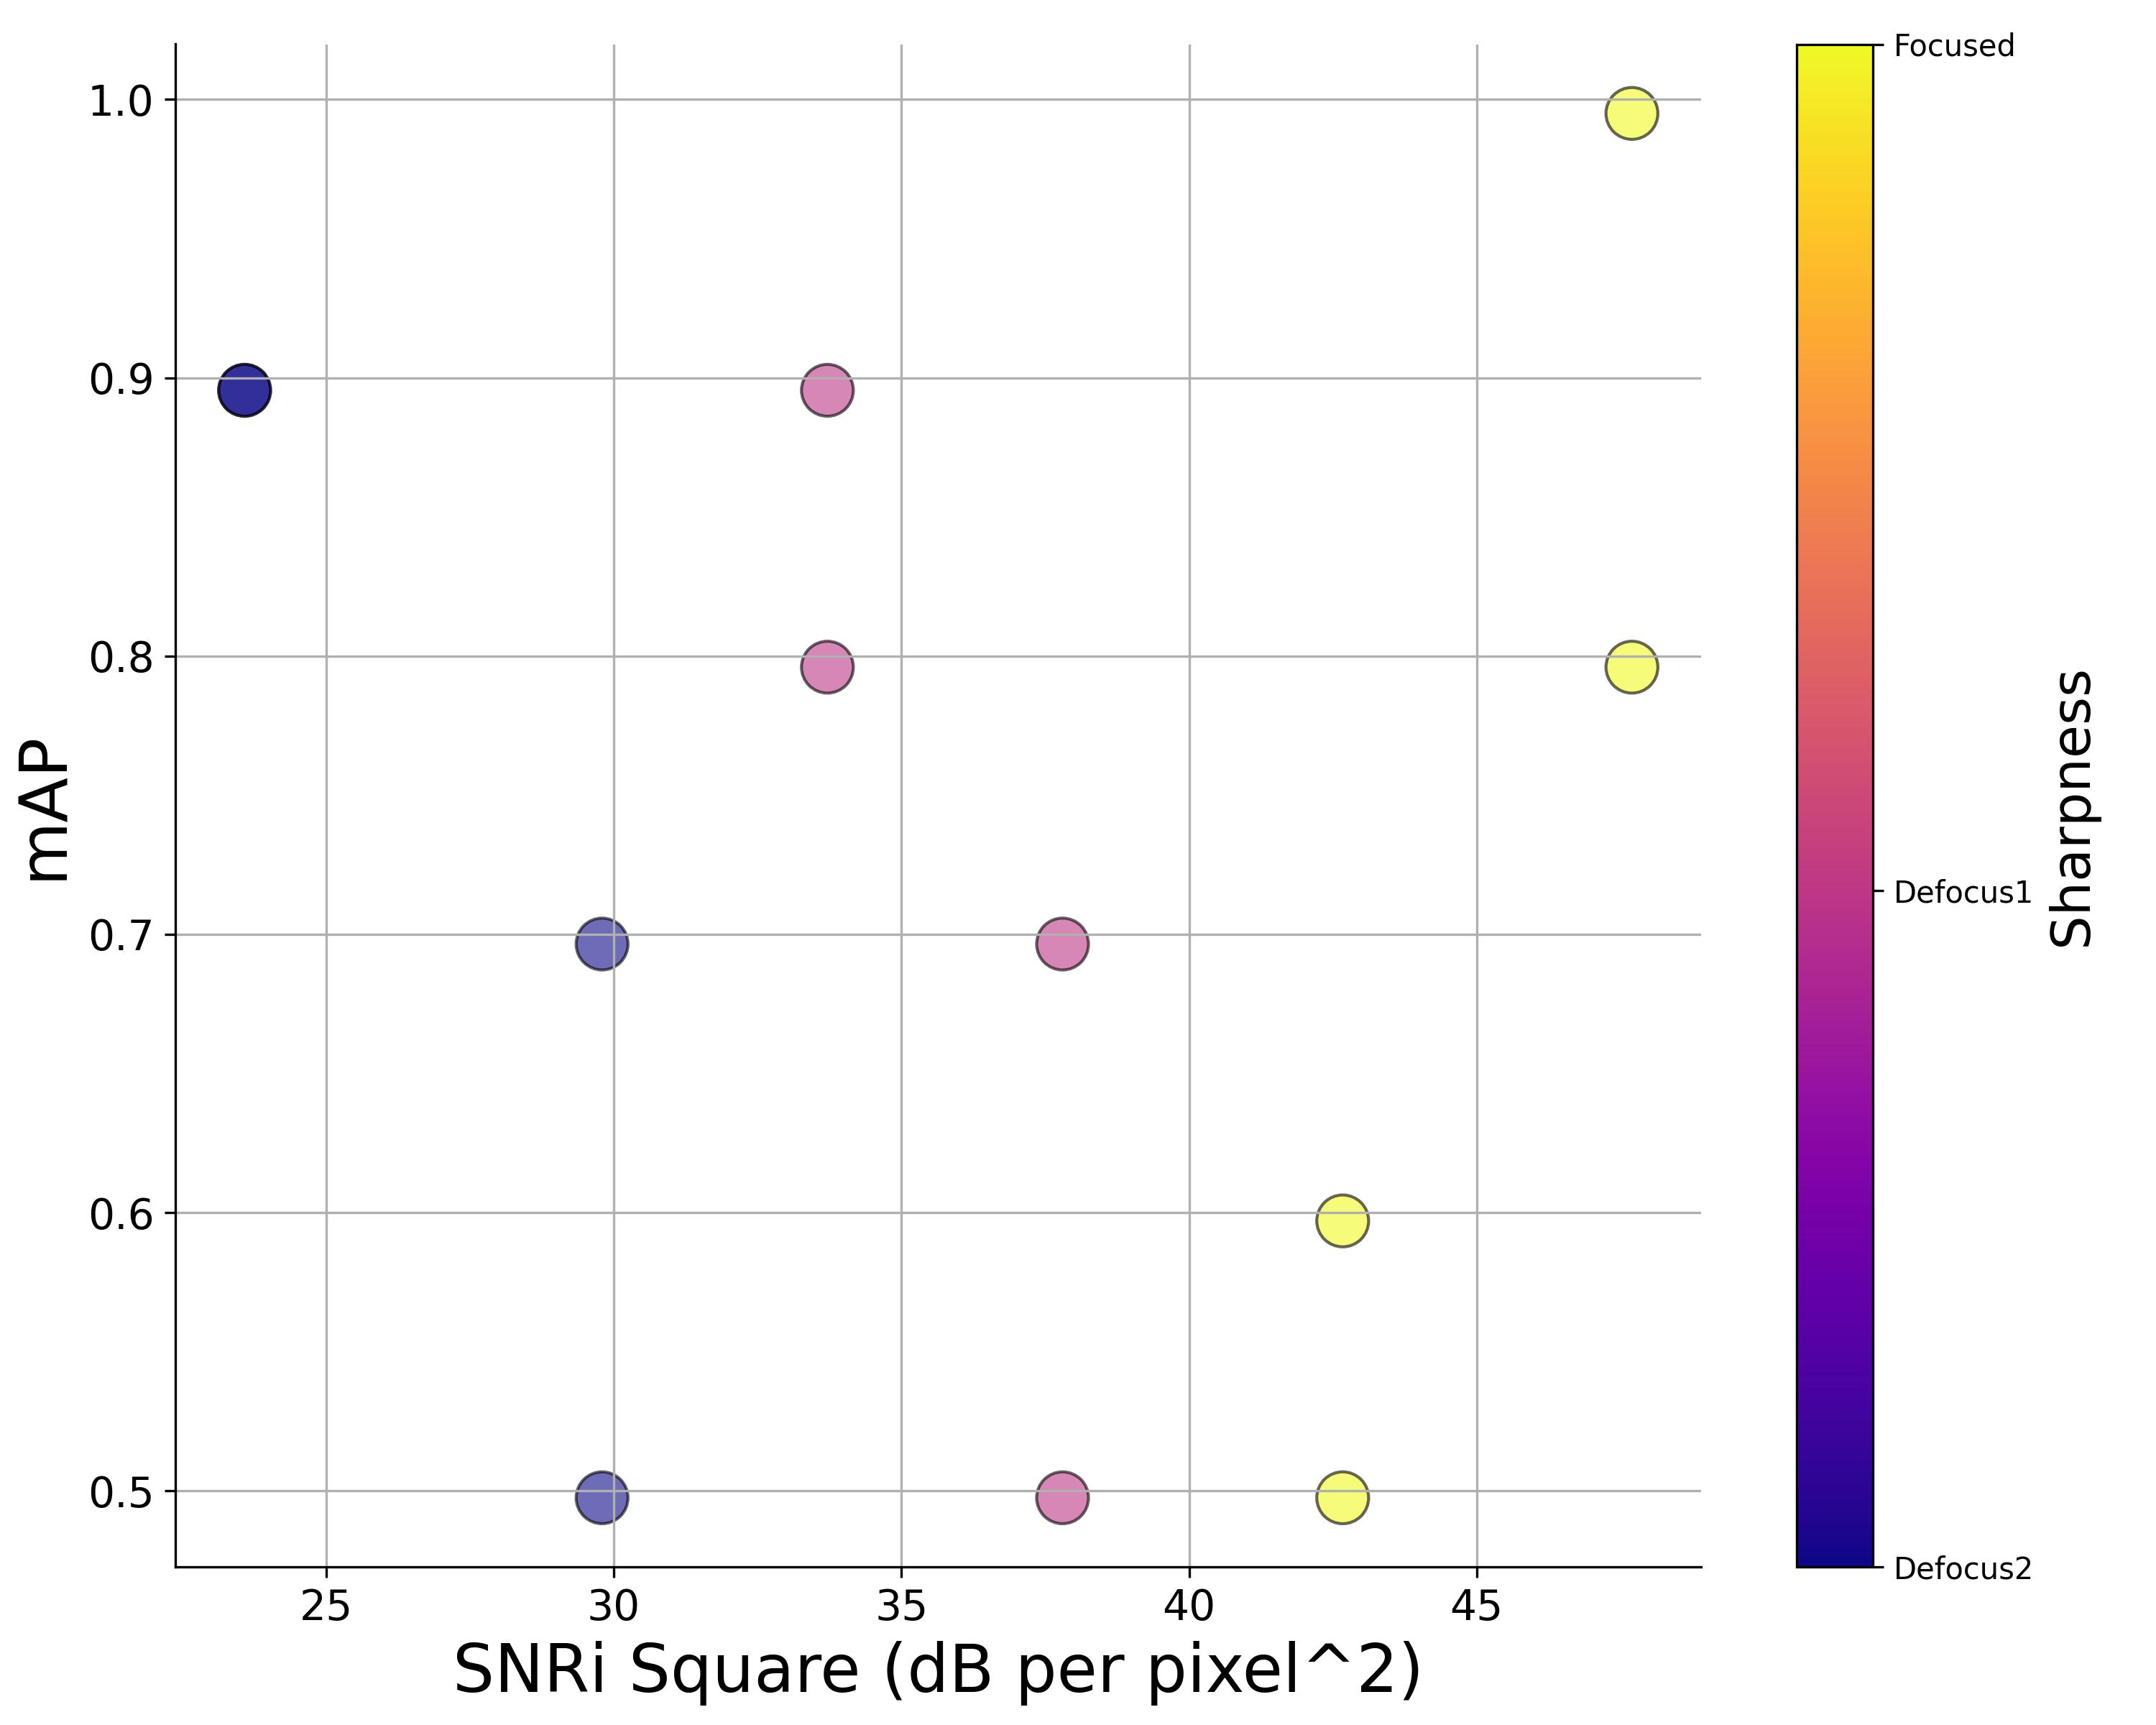 1.0
0.9
0.8
0.7
0.6
0.5
mAP
25
30
35
40
45
SNRi Square (dB per pixel^2)
Focused
Defocus1
Defocus2
Sharpness